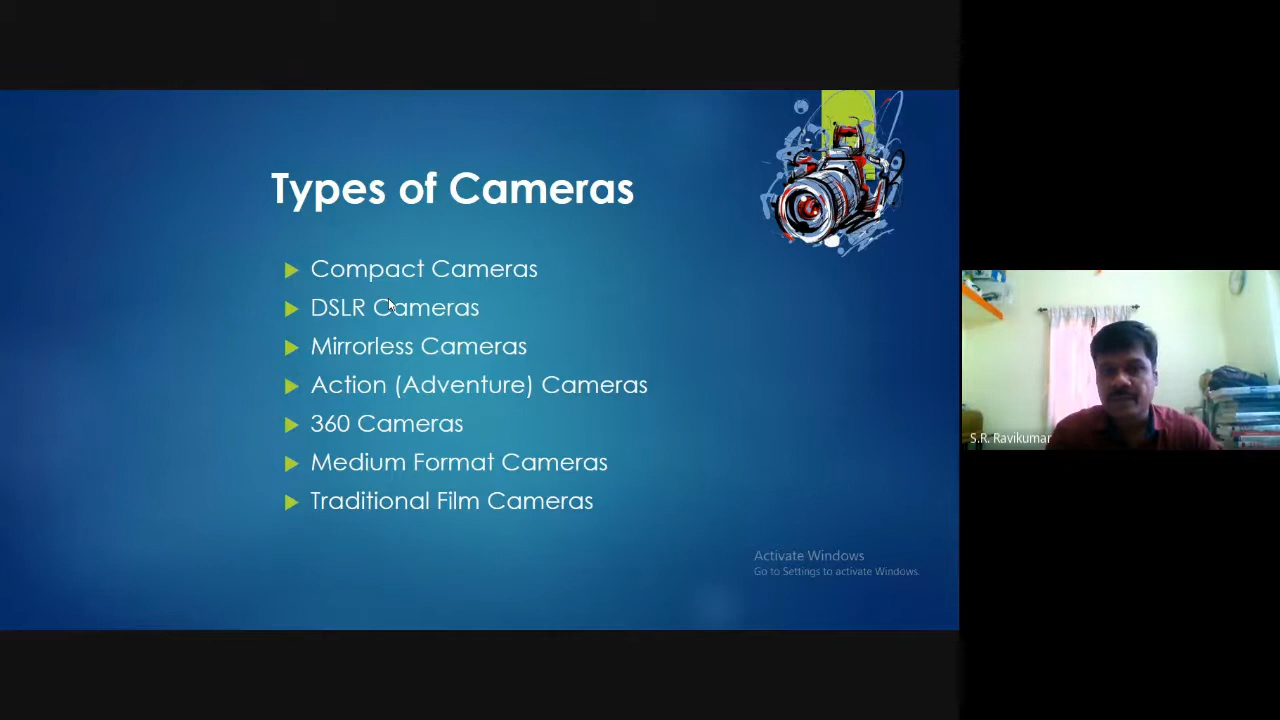 Types of Cameras
Compact Cameras
DSLR Cameras
Mirrorless Cameras
Action (Adventure) Cameras
360 Cameras
Medium Format Cameras
Traditional Film Cameras
Activate Windows
Go to Settings to activate Windows.
S.R. Ravikumar